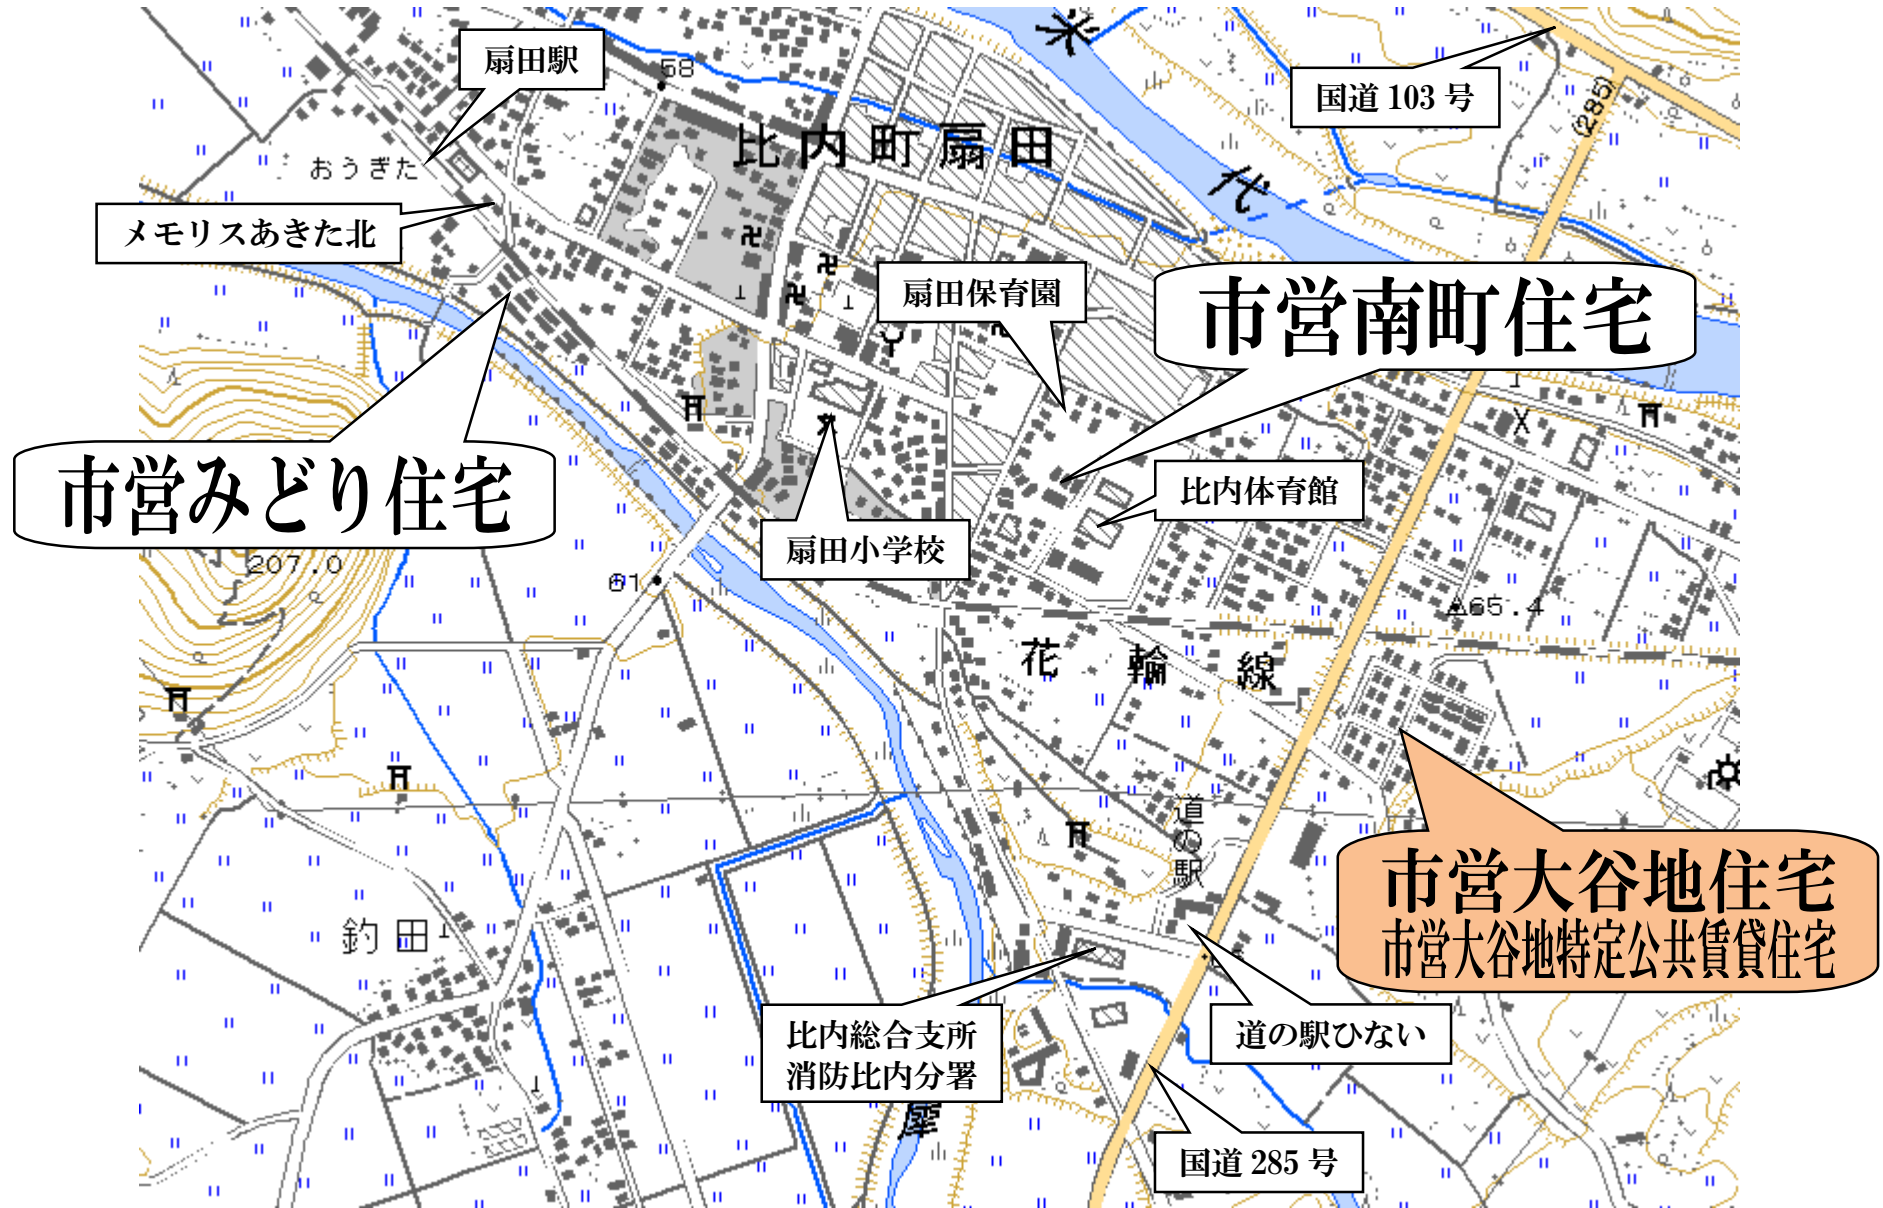 扇田駅
58
国道 103 号
(285)
米
比内町扇田
おうぎた
代
メモリスあきた北
扇田保育園
市営南町住宅
市営みどり住宅
比内体育館
扇田小学校
207.0
61
65.4
花輪線
道の駅
市営大谷地住宅
市営大谷地特定公共賃貸住宅
釣田
比内総合支所
消防比内分署
道の駅ひない
犀
国道 285 号